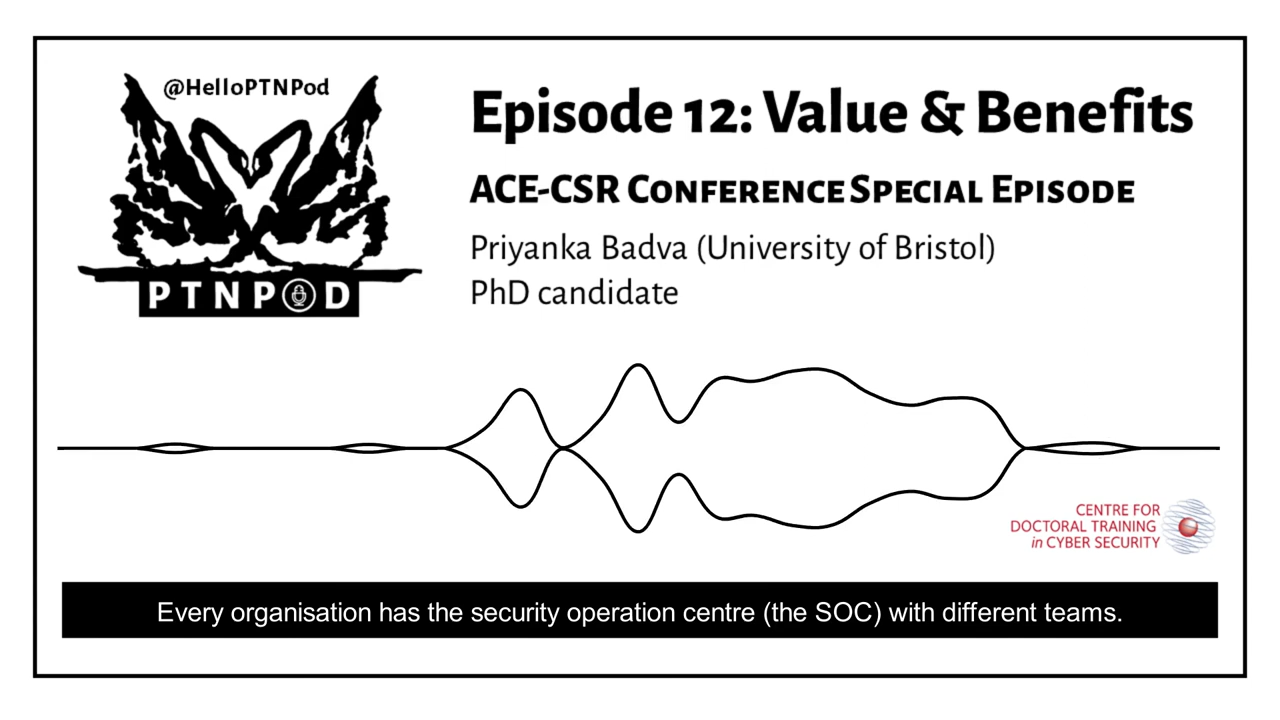 @HelloPTNPod
PTNPOD
Episode 12: Value & Benefits
ACE-CSR Conference Special Episode
Priyanka Badva (University of Bristol)
PhD candidate
CENTRE FOR
DOCTORAL TRAINING
in CYBER SECURITY
Every organisation has the security operation centre (the SOC) with different teams.